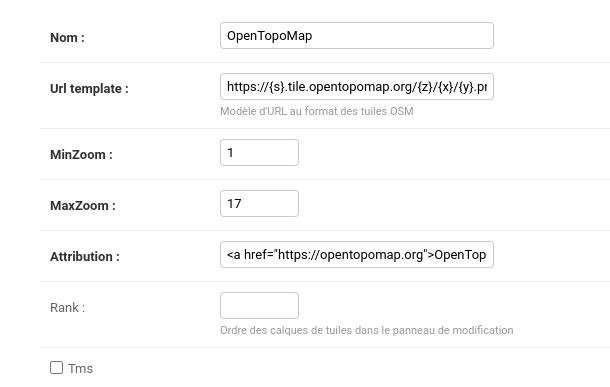 Nom :
OpenTopoMap
Url template :
https://{s}.tile.opentopomap.org/{z}/{x}/{y}.pr
Modèle d'URL au format des tuiles OSM
MinZoom :
1
MaxZoom :
17
Attribution :
<a href="https://opentopomap.org">OpenTop
Rank :
Ordre des calques de tuiles dans le panneau de modification
Tms